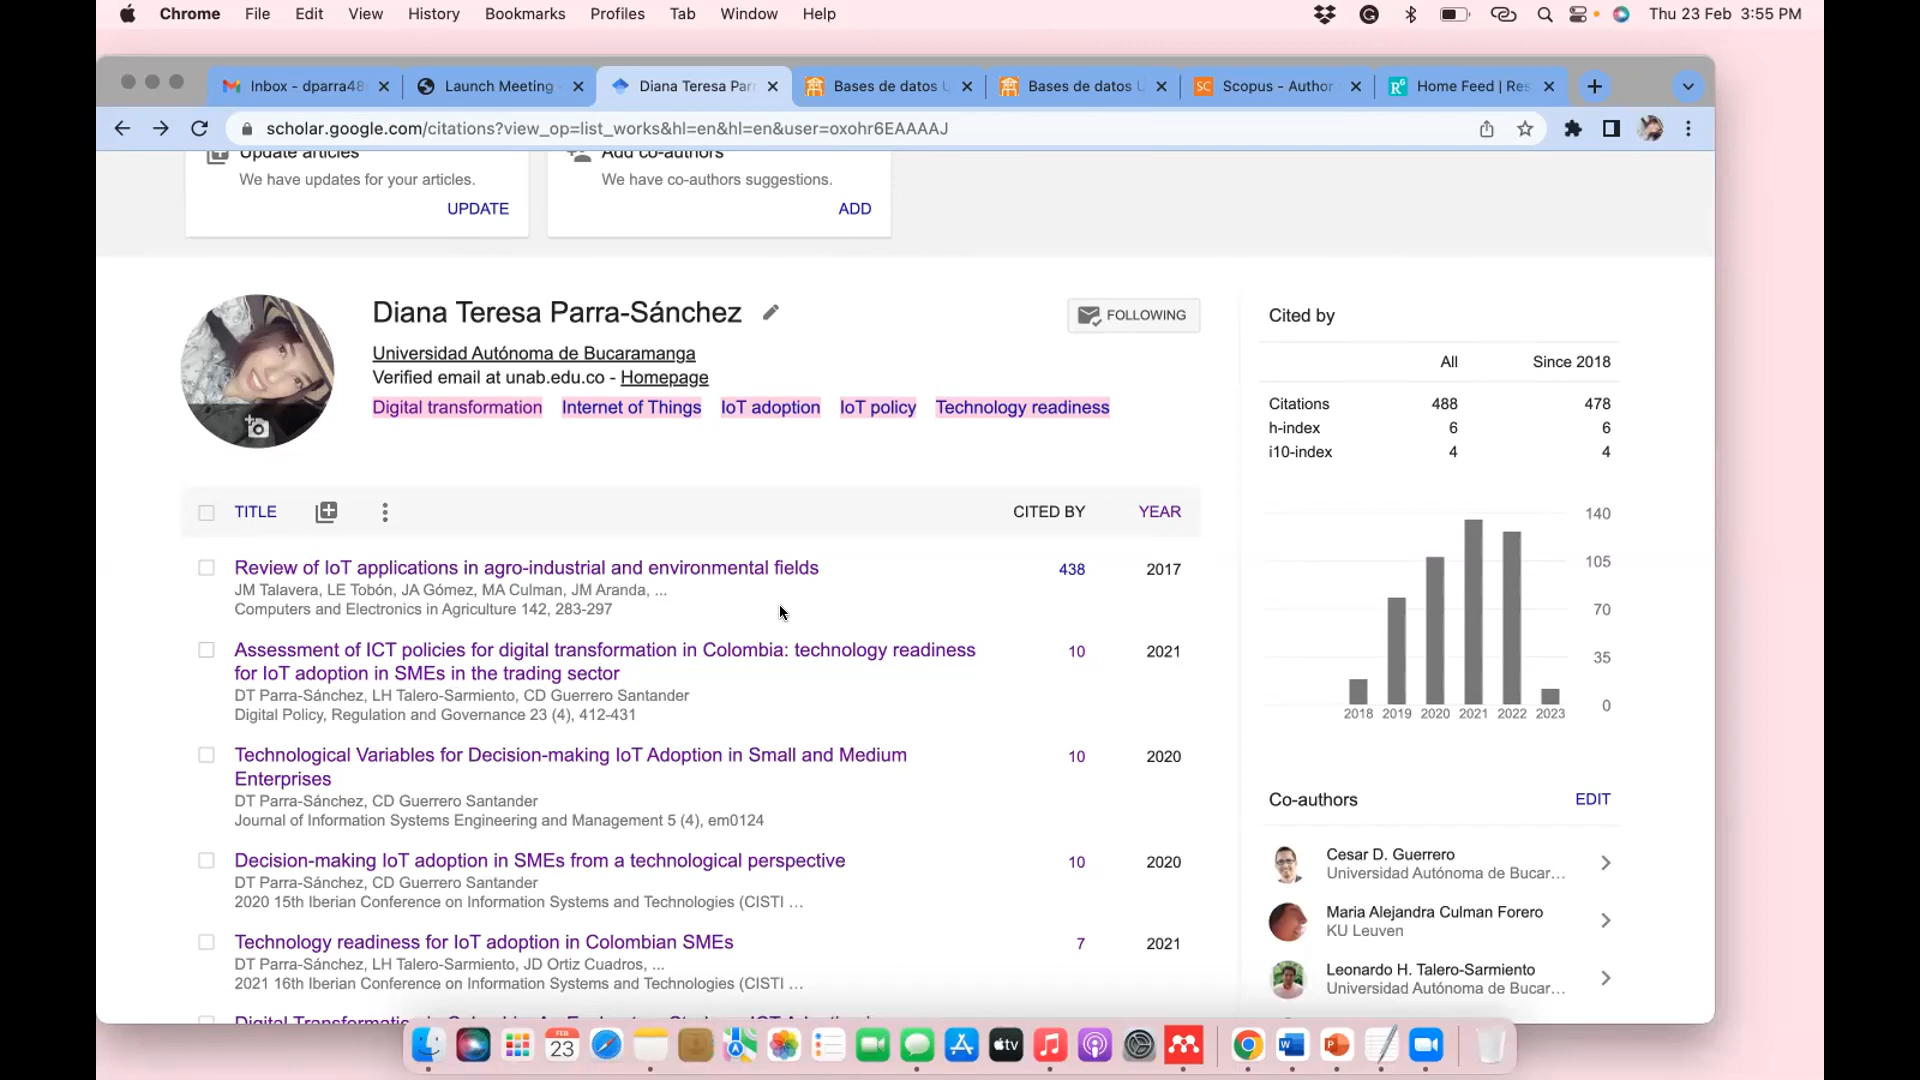 Chrome File Edit View History Bookmarks Profiles Tab Window Help Thu 23 Feb 3:55 PM
Inbox - dparra48 Launch Meeting - Diana Teresa Par Bases de datos U Bases de datos U Scopus - Author Home Feed | Res
scholar.google.com/citations?view_op=list_works&hl=en&hl=en&user=oxohr6EAAAAJ
Update articles Add co-authors
We have updates for your articles. We have co-authors suggestions.
UPDATE ADD
Diana Teresa Parra-Sánchez
FOLLOWING
Universidad Autónoma de Bucaramanga
Verified email at unab.edu.co - Homepage
Digital transformation Internet of Things IoT adoption IoT policy Technology readiness
TITLE CITED BY YEAR
Review of IoT applications in agro-industrial and environmental fields 438 2017
JM Talavera, LE Tobón, JA Gómez, MA Culman, JM Aranda, ...
Computers and Electronics in Agriculture 142, 283-297
Assessment of ICT policies for digital transformation in Colombia: technology readiness 10 2021
for IoT adoption in SMEs in the trading sector
DT Parra-Sánchez, LH Talero-Sarmiento, CD Guerrero Santander
Digital Policy, Regulation and Governance 23 (4), 412-431
Technological Variables for Decision-making IoT Adoption in Small and Medium 10 2020
Enterprises
DT Parra-Sánchez, CD Guerrero Santander
Journal of Information Systems Engineering and Management 5 (4), em0124
Decision-making IoT adoption in SMEs from a technological perspective 10 2020
DT Parra-Sánchez, CD Guerrero Santander
2020 15th Iberian Conference on Information Systems and Technologies (CISTI ...
Technology readiness for IoT adoption in Colombian SMEs 7 2021
DT Parra-Sánchez, LH Talero-Sarmiento, JD Ortiz Cuadros, ...
2021 16th Iberian Conference on Information Systems and Technologies (CISTI ...
Cited by
All Since 2018
Citations 488 478
h-index 6 6
i10-index 4 4
140
105
70
35
0
2018 2019 2020 2021 2022 2023
Co-authors EDIT
Cesar D. Guerrero
Universidad Autónoma de Bucar...
Maria Alejandra Culman Forero
KU Leuven
Leonardo H. Talero-Sarmiento
Universidad Autónoma de Bucar...
FEB
23
tv